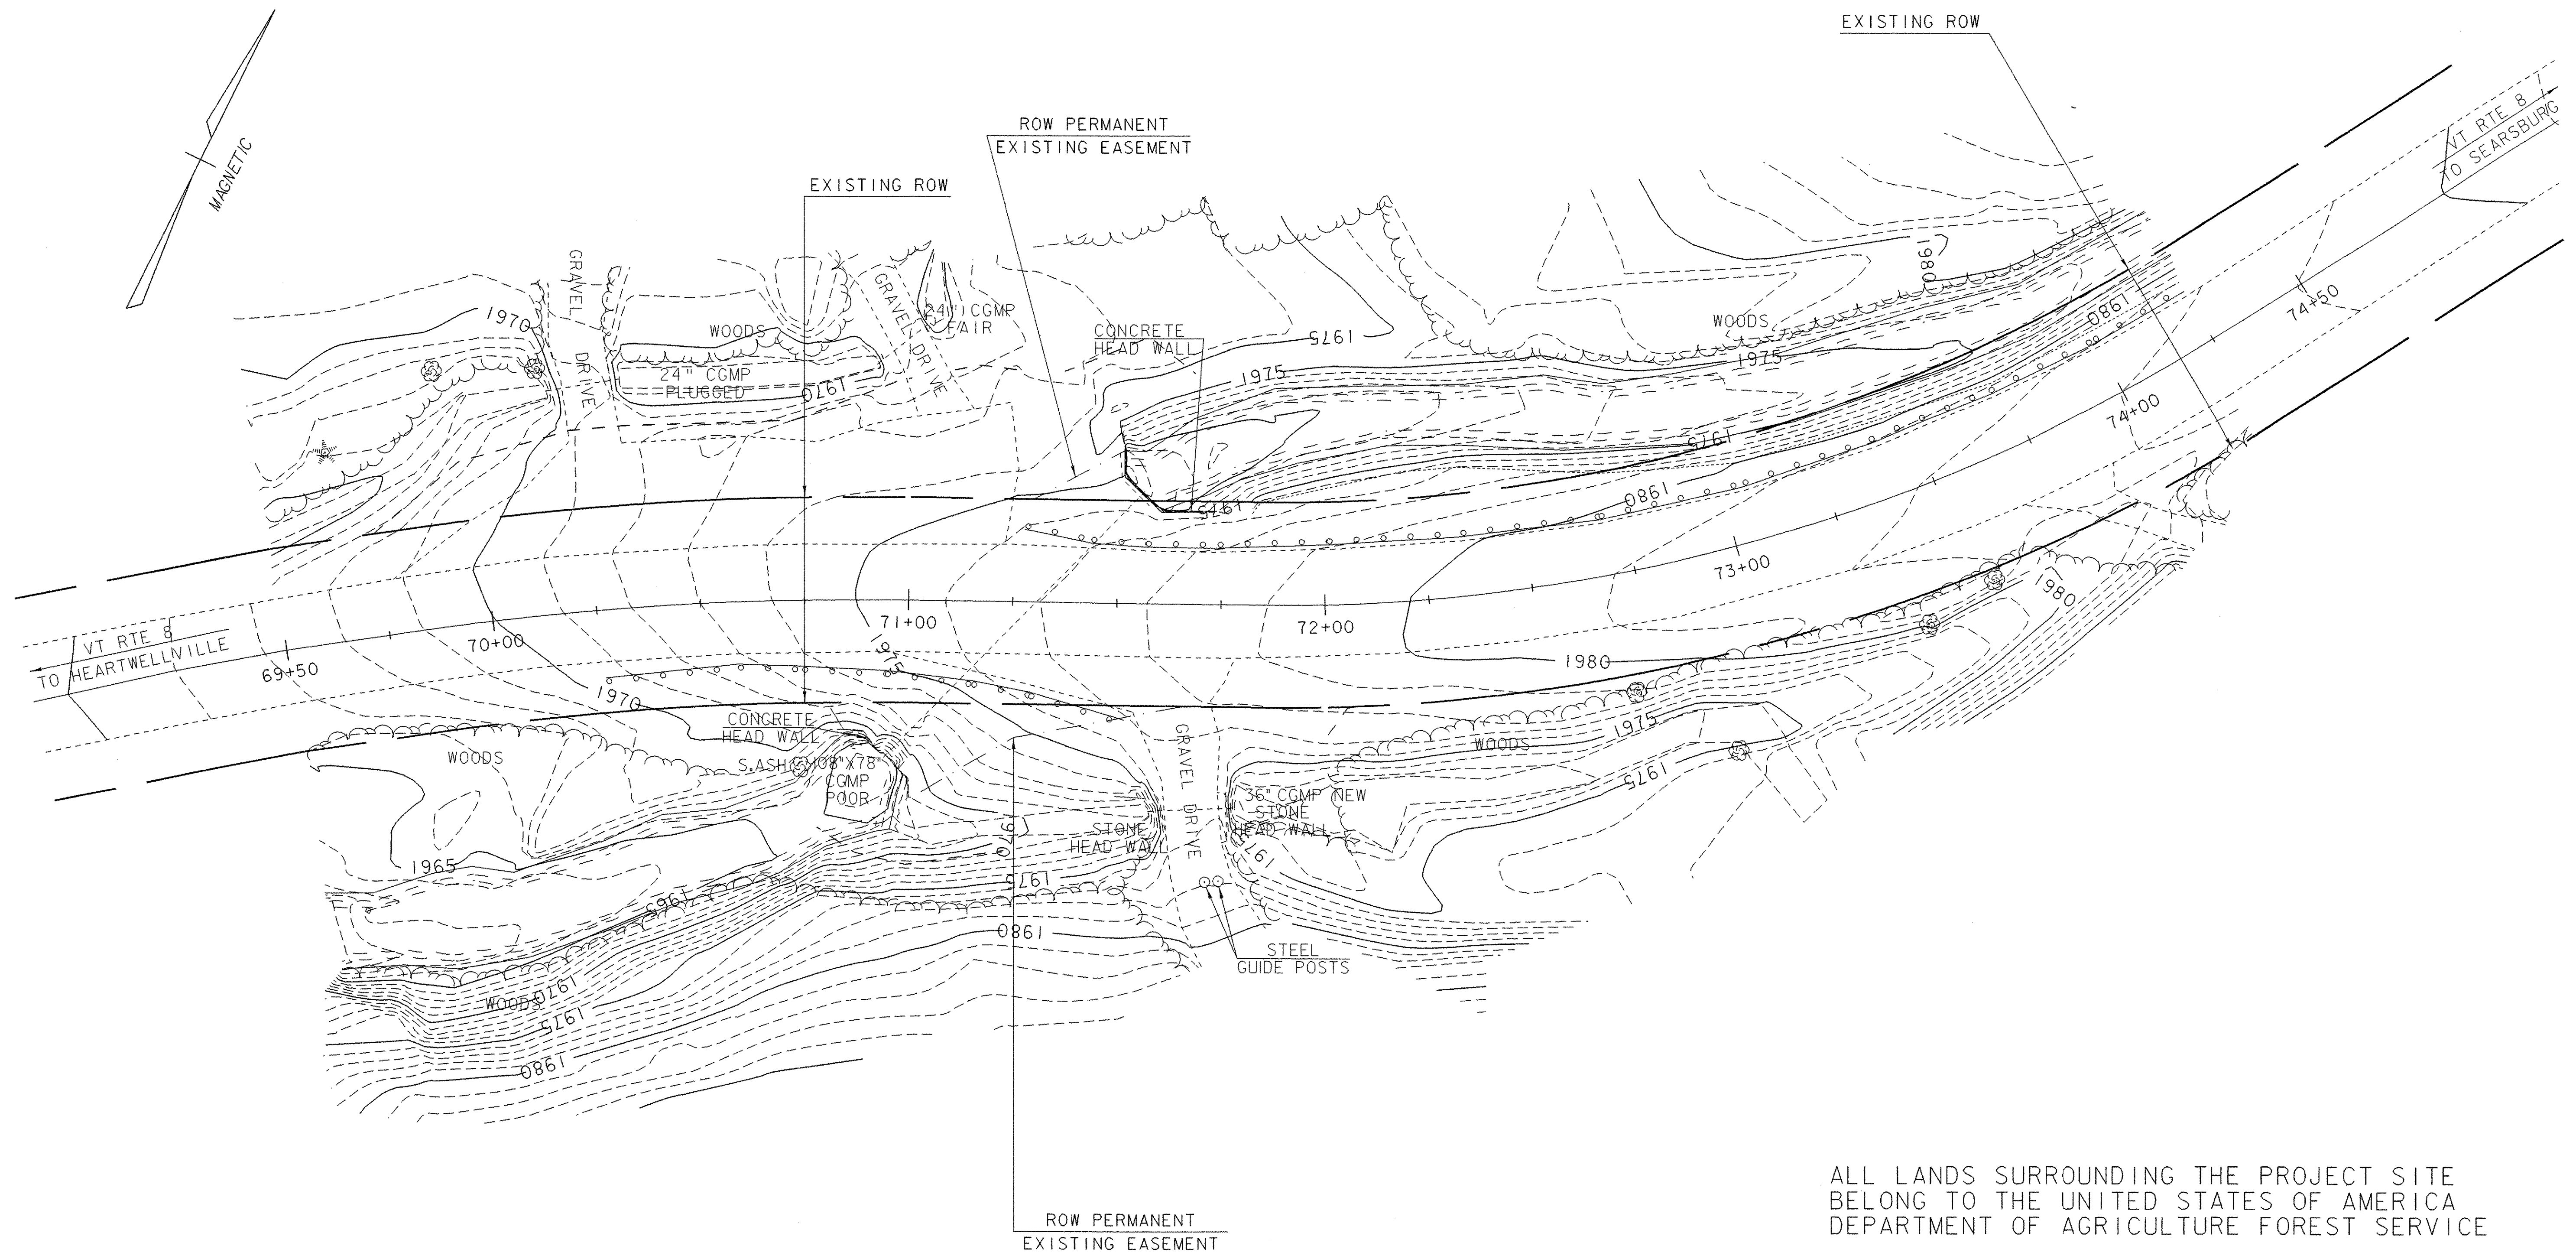 EXISTING ROW
ROW PERMANENT
EXISTING EASEMENT
EXISTING ROW
MAGNETIC
VT RTE 8
TO SEARSBURG
GRAVEL
DRIVE
GRAVEL DRIVE
1970
WOODS
24" CGMP
FAIR
24" CGMP
PLUGGED
1970
CONCRETE
HEAD WALL
1975
1975
WOODS
1975
1980
1980
1975
1975
1980
74+50
74+00
73+00
72+00
71+00
70+00
69+50
VT RTE 8
TO HEARTWELLVILLE
1975
1970
1980
1980
CONCRETE
HEAD WALL
S.ASH
108"X78"
CGMP
POOR
WOODS
GRAVEL DRIVE
36" CGMP NEW
STONE
HEAD WALL
STONE
HEAD WALL
1975
WOODS
1975
1970
1975
1975
1965
1965
1980
STEEL
GUIDE POSTS
WOODS
1970
1975
1980
ROW PERMANENT
EXISTING EASEMENT
ALL LANDS SURROUNDING THE PROJECT SITE
BELONG TO THE UNITED STATES OF AMERICA
DEPARTMENT OF AGRICULTURE FOREST SERVICE